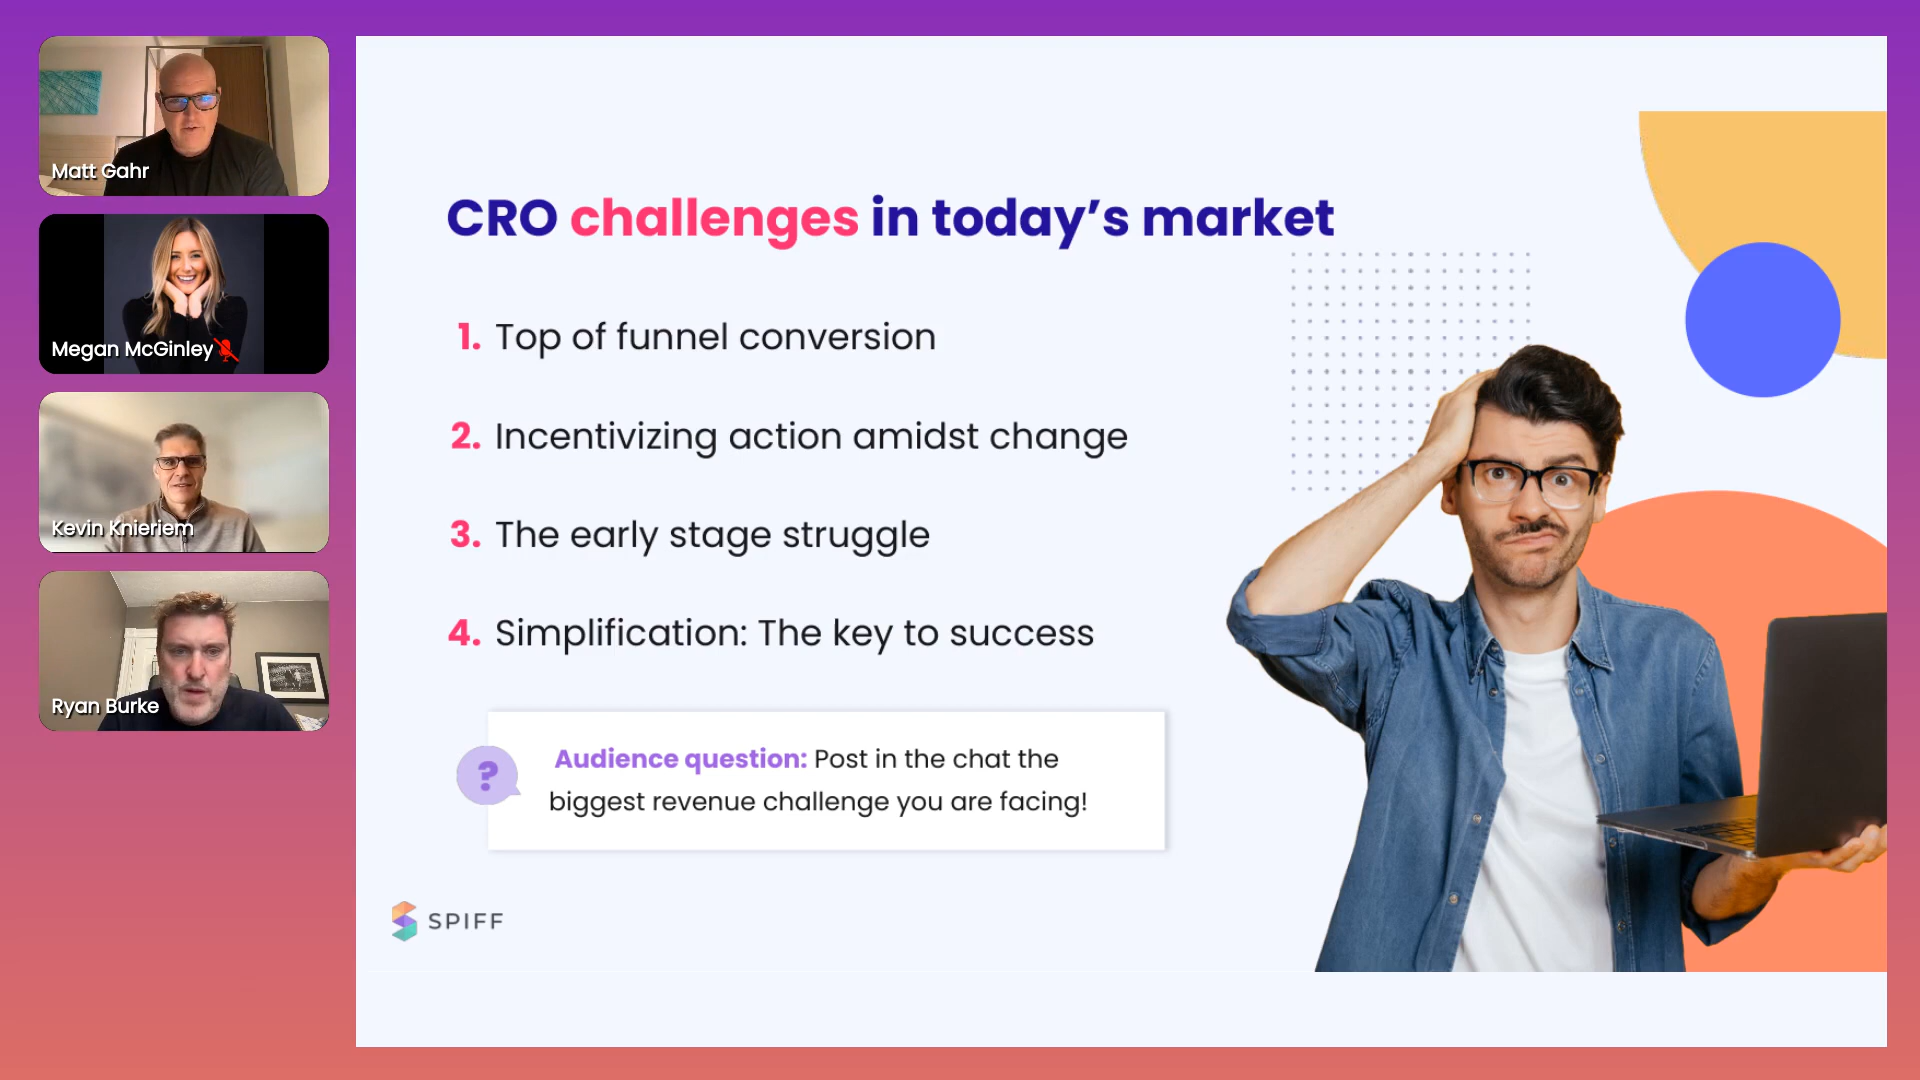 Matt Gahr
Megan McGinley
Kevin Knieriem
Ryan Burke
CRO challenges in today’s market
1. Top of funnel conversion
2. Incentivizing action amidst change
3. The early stage struggle
4. Simplification: The key to success
?
Audience question: Post in the chat the
biggest revenue challenge you are facing!
SPIFF